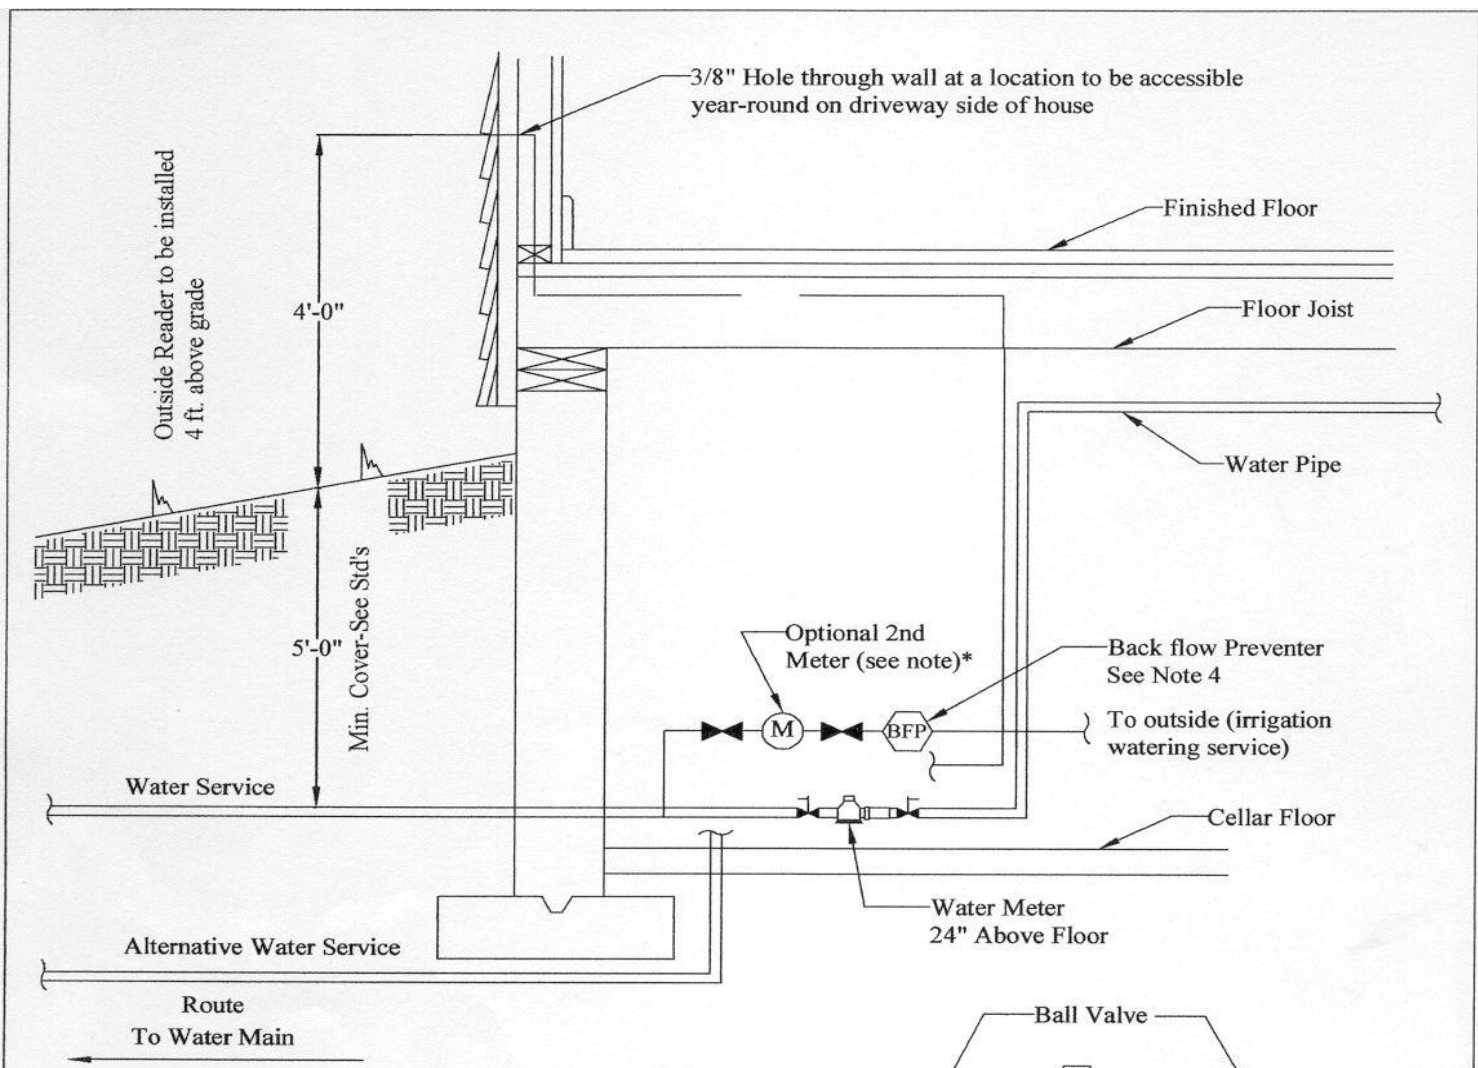 3/8" Hole through wall at a location to be accessible
year-round on driveway side of house
Outside Reader to be installed
4 ft. above grade
4'-0"
Finished Floor
Floor Joist
Water Pipe
5'-0"
Min. Cover-See Std's
Optional 2nd
Meter (see note)*
Back flow Preventer
See Note 4
M
BFP
To outside (irrigation
watering service)
Water Service
Cellar Floor
Water Meter
24" Above Floor
Alternative Water Service
Route
To Water Main
Ball Valve